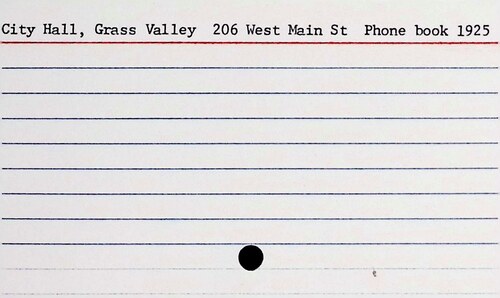 City Hall, Grass Valley 206 West Main St Phone book 1925